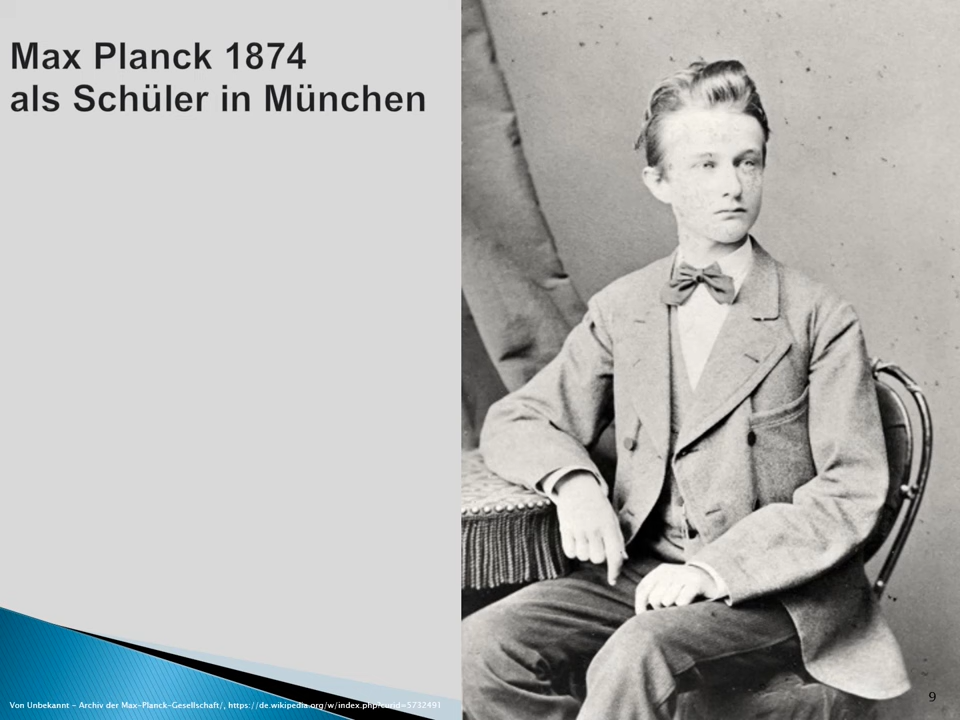 Max Planck 1874
als Schüler in München
Von Unbekannt - Archiv der Max-Planck-Gesellschaft/, https://de.wikipedia.org/w/index.php?curid=5732491
9